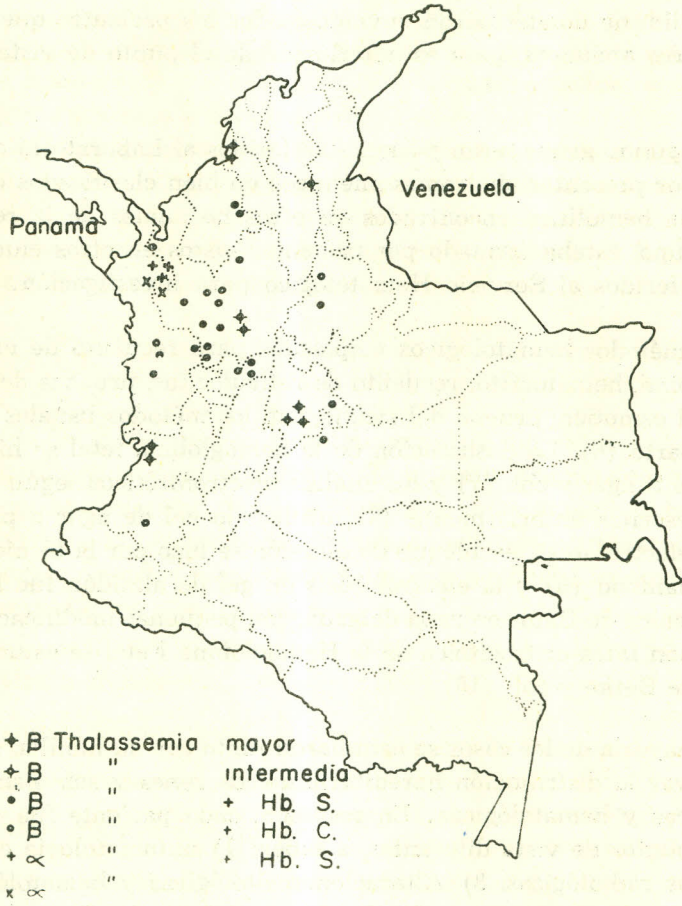 Venezuela
Panamá
β Thalassemia mayor
β " intermedia
β " + Hb. S.
β " + Hb. C.
+ ∝ " + Hb. S.
x ∝ "